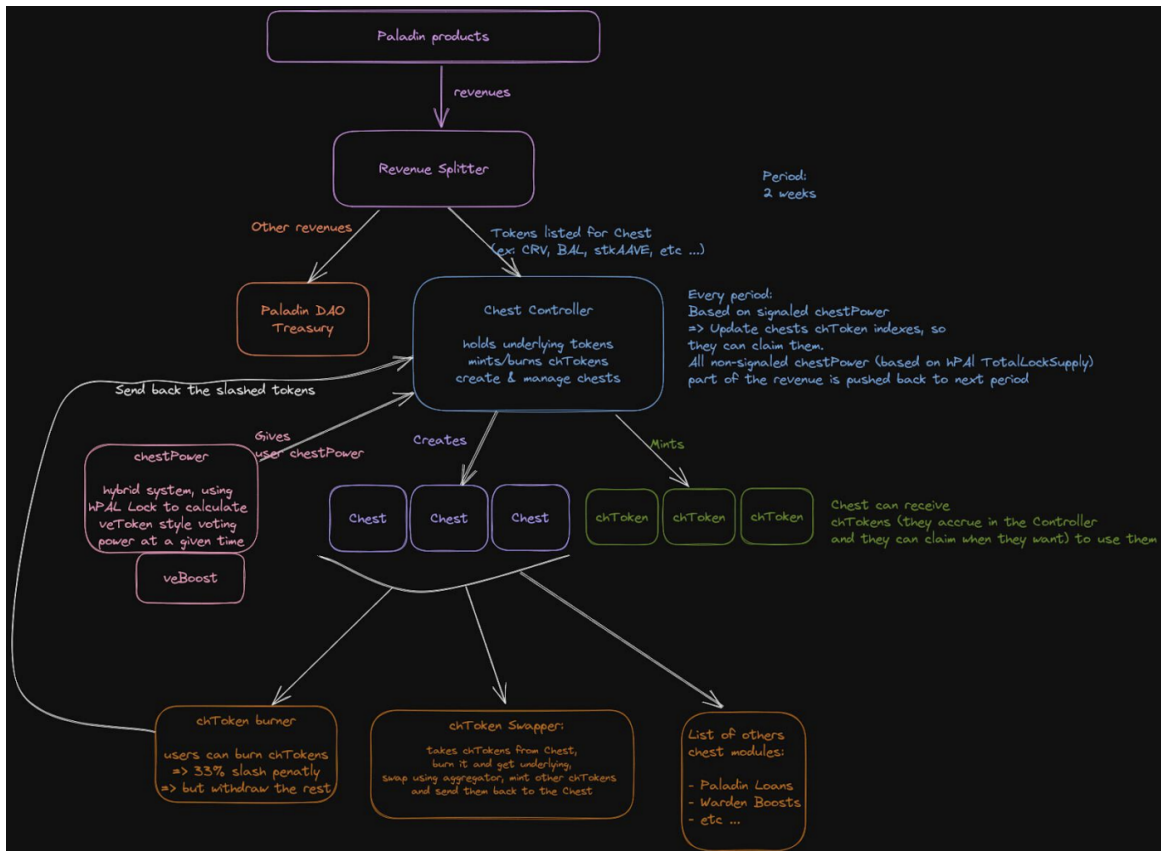 Paladin products
revenues
Revenue Splitter
Period:
2 weeks
Other revenues
Tokens listed for Chest
(ex: CRV, BAL, stkAAVE, etc ...)
Paladin DAO
Treasury
Chest Controller
holds underlying tokens
mints/burns chTokens
create & manage chests
Every period:
Based on signaled chestPower
=> Update chests chToken indexes, so
they can claim them.
All non-signaled chestPower (based on hPAl TotalLockSupply)
part of the revenue is pushed back to next period
Send back the slashed tokens
Gives
user chestPower
Creates
Mints
chestPower
hybrid system, using
hPAL Lock to calculate
veToken style voting
power at a given time
veBoost
Chest
Chest
Chest
chToken
chToken
chToken
Chest can receive
chTokens (they accrue in the Controller
and they can claim when they want) to use them
chToken burner
users can burn chTokens
=> 33% slash penatly
=> but withdraw the rest
chToken Swapper:
takes chTokens from Chest,
burn it and get underlying,
swap using aggregator, mint other chTokens
and send them back to the Chest
List of others
chest modules:
- Paladin Loans
- Warden Boosts
- etc ...